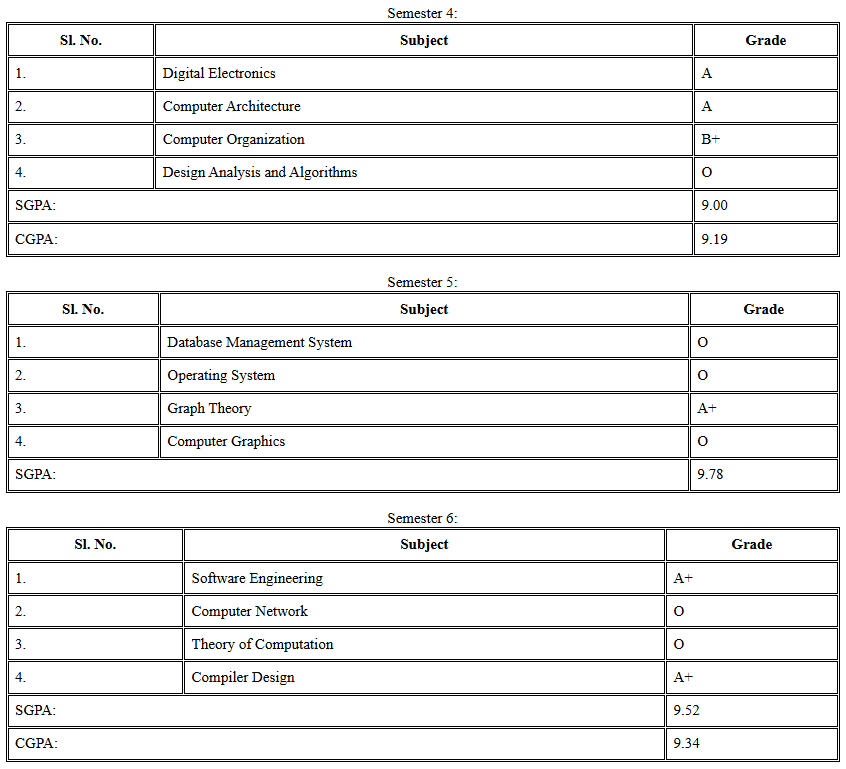 Semester 4:
Sl. No. Subject Grade
1. Digital Electronics A
2. Computer Architecture A
3. Computer Organization B+
4. Design Analysis and Algorithms O
SGPA: 9.00
CGPA: 9.19
Semester 5:
Sl. No. Subject Grade
1. Database Management System O
2. Operating System O
3. Graph Theory A+
4. Computer Graphics O
SGPA: 9.78
Semester 6:
Sl. No. Subject Grade
1. Software Engineering A+
2. Computer Network O
3. Theory of Computation O
4. Compiler Design A+
SGPA: 9.52
CGPA: 9.34